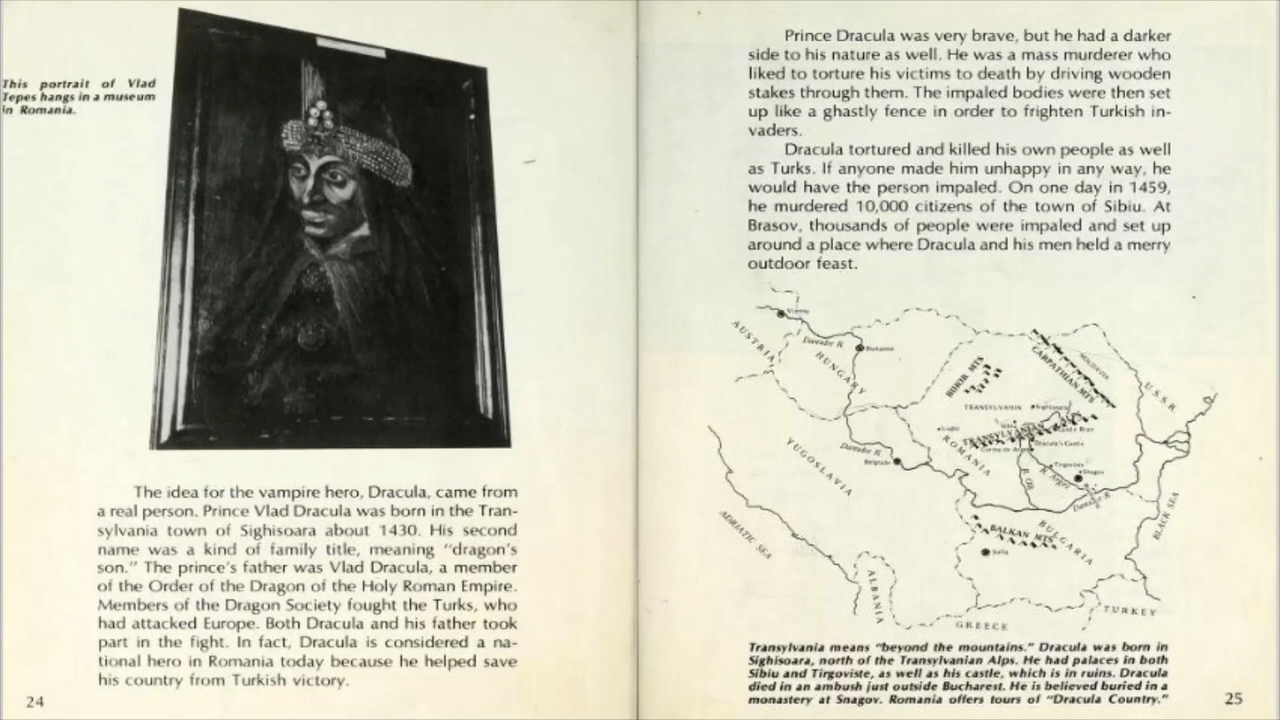 This portrait of Vlad
Tepes hangs in a museum
in Romania.
The idea for the vampire hero, Dracula, came from
a real person. Prince Vlad Dracula was born in the Tran-
sylvania town of Sighisoara about 1430. His second
name was a kind of family title, meaning "dragon's
son." The prince's father was Vlad Dracula, a member
of the Order of the Dragon of the Holy Roman Empire.
Members of the Dragon Society fought the Turks, who
had attacked Europe. Both Dracula and his father took
part in the fight. In fact, Dracula is considered a na-
tional hero in Romania today because he helped save
his country from Turkish victory.
24
Prince Dracula was very brave, but he had a darker
side to his nature as well. He was a mass murderer who
liked to torture his victims to death by driving wooden
stakes through them. The impaled bodies were then set
up like a ghastly fence in order to frighten Turkish in-
vaders.
Dracula tortured and killed his own people as well
as Turks. If anyone made him unhappy in any way, he
would have the person impaled. On one day in 1459,
he murdered 10,000 citizens of the town of Sibiu. At
Brasov, thousands of people were impaled and set up
around a place where Dracula and his men held a merry
outdoor feast.
Vienna
AUSTRIA
Danube R.
HUNGARY
BIHOR MTS
CARPATHIAN MTS
MOLDAVIA
U.S.S.R.
TRANSYLVANIA
Sighisoara
TRANSYLVANIAN
Dracula's Castle
ROMANIA
Tirgoviste
Snagov
R. Arges
Danube R.
YUGOSLAVIA
Danube R.
Belgrade
ADRIATIC SEA
BALKAN MTS
BULGARIA
Sofia
BLACK SEA
ALBANIA
GREECE
TURKEY
Transylvania means "beyond the mountains." Dracula was born in
Sighisoara, north of the Transylvanian Alps. He had palaces in both
Sibiu and Tirgoviste, as well as his castle, which is in ruins. Dracula
died in an ambush just outside Bucharest. He is believed buried in a
monastery at Snagov. Romania offers tours of "Dracula Country."
25